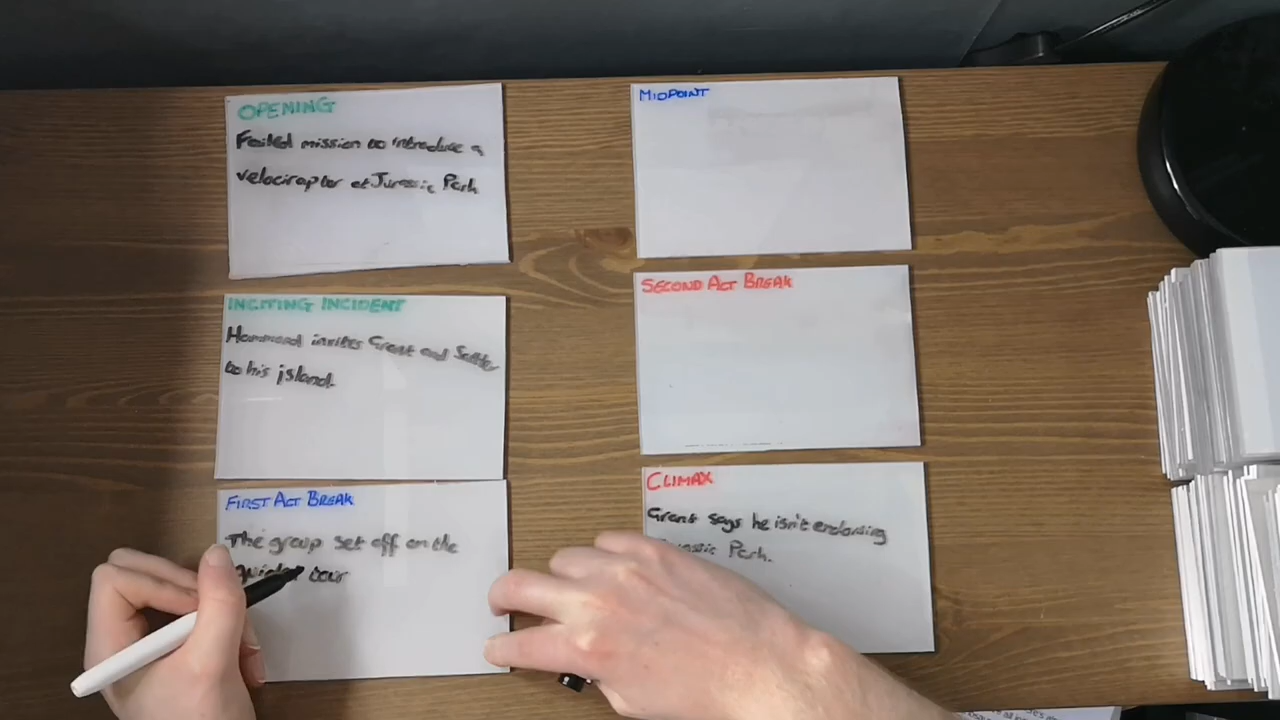 OPENING
Failed mission to introduce a
velociraptor at Jurassic Park
INCITING INCIDENT
Hammond invites Grant and Sattler
to his island.
FIRST ACT BREAK
The group set off on the
guided tour
MIDPOINT
SECOND ACT BREAK
CLIMAX
Grant says he isn't endorsing
Jurassic Park.